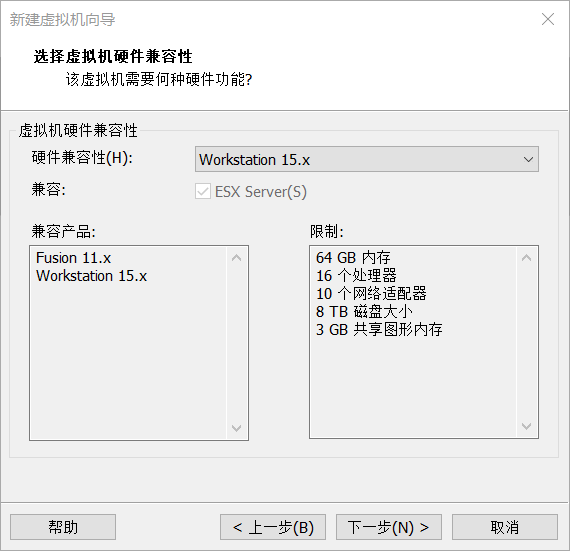 新建虚拟机向导
选择虚拟机硬件兼容性
该虚拟机需要何种硬件功能?
虚拟机硬件兼容性
硬件兼容性(H):
Workstation 15.x
兼容:
ESX Server(S)
兼容产品:
Fusion 11.x
Workstation 15.x
限制:
64 GB 内存
16 个处理器
10 个网络适配器
8 TB 磁盘大小
3 GB 共享图形内存
帮助
< 上一步(B)
下一步(N) >
取消